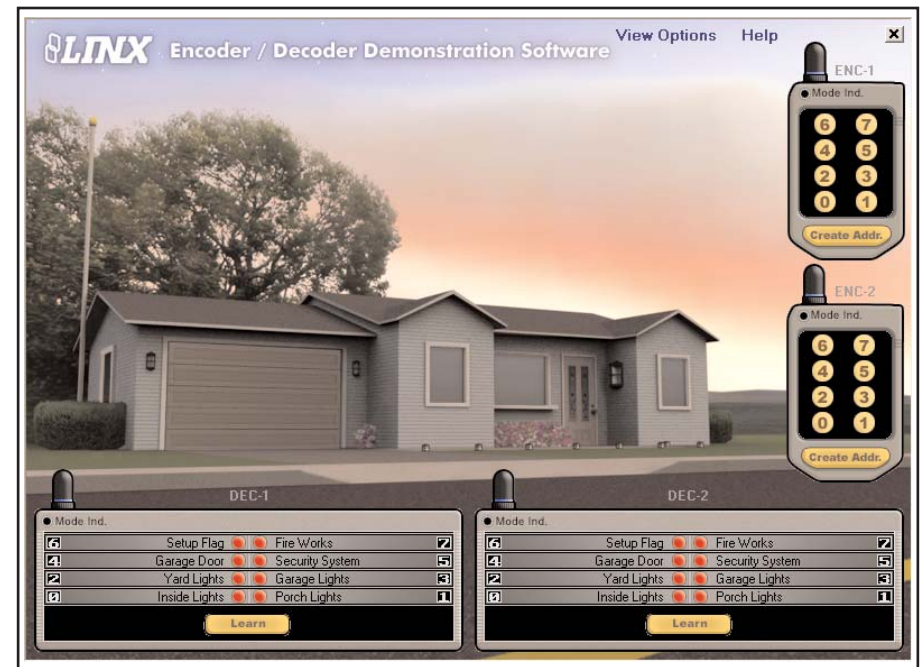 LINX Encoder / Decoder Demonstration Software
View Options Help
ENC-1
Mode Ind.
6 7
4 5
2 3
0 1
Create Addr.
ENC-2
Mode Ind.
6 7
4 5
2 3
0 1
Create Addr.
DEC-1
Mode Ind.
6 Setup Flag Fire Works 7
4 Garage Door Security System 5
2 Yard Lights Garage Lights 3
0 Inside Lights Porch Lights 1
Learn
DEC-2
Mode Ind.
6 Setup Flag Fire Works 7
4 Garage Door Security System 5
2 Yard Lights Garage Lights 3
0 Inside Lights Porch Lights 1
Learn